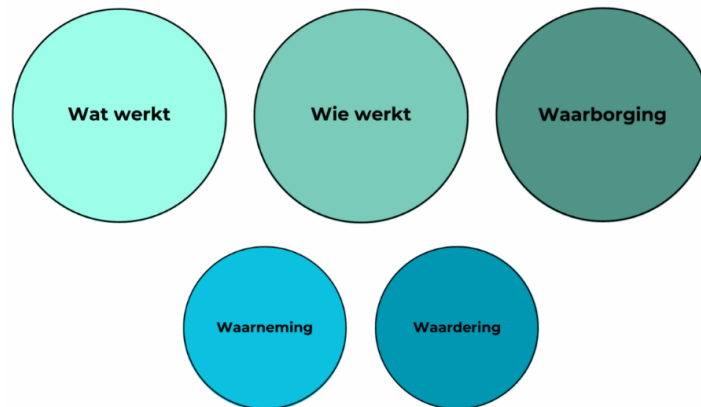 Wat werkt
Wie werkt
Waarborging
Waarneming
Waardering